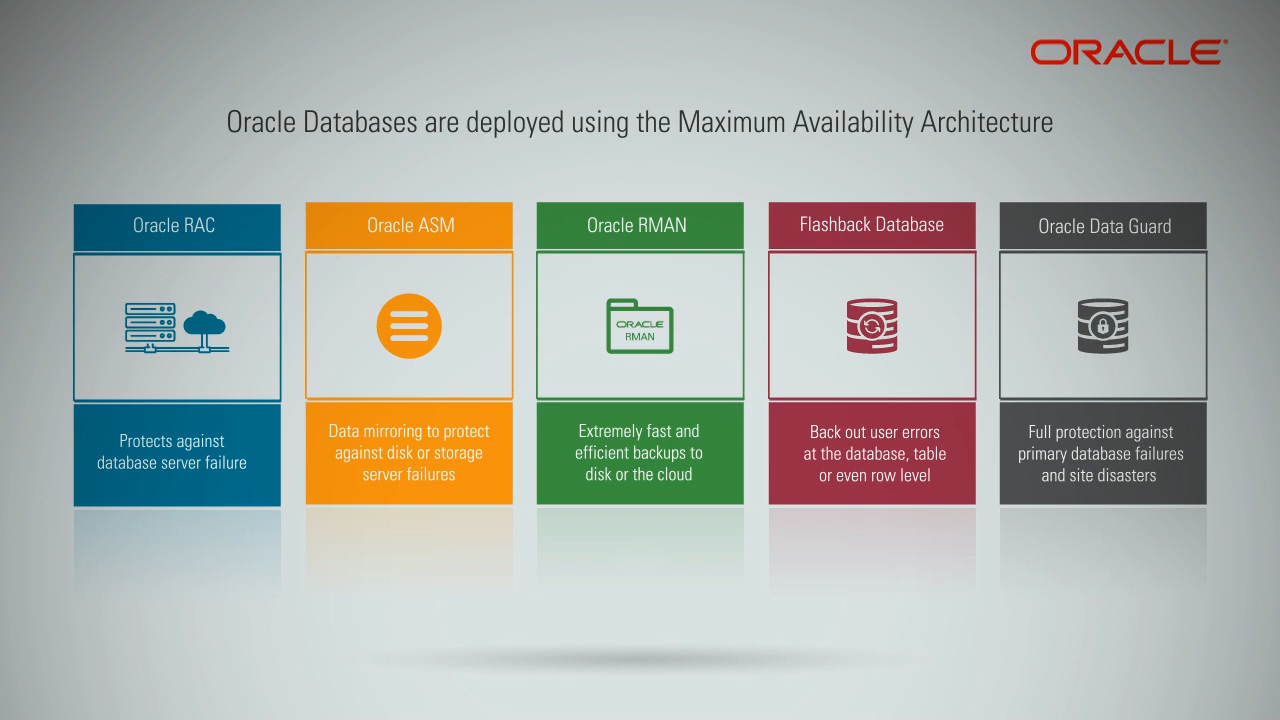 ORACLE
Oracle Databases are deployed using the Maximum Availability Architecture
Oracle RAC
Protects against
database server failure
Oracle ASM
Data mirroring to protect
against disk or storage
server failures
Oracle RMAN
ORACLE
RMAN
Extremely fast and
efficient backups to
disk or the cloud
Flashback Database
Back out user errors
at the database, table
or even row level
Oracle Data Guard
Full protection against
primary database failures
and site disasters